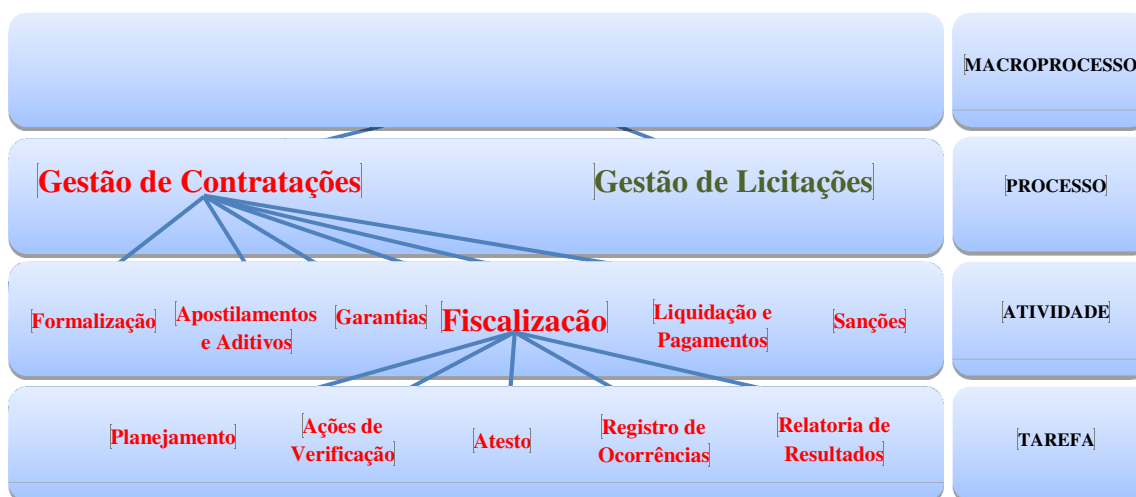 MACROPROCESSO
Gestão de Contratações
Gestão de Licitações
PROCESSO
Formalização
Apostilamentos
e Aditivos
Garantias
Fiscalização
Liquidação e
Pagamentos
Sanções
ATIVIDADE
Planejamento
Ações de
Verificação
Atesto
Registro de
Ocorrências
Relatoria de
Resultados
TAREFA